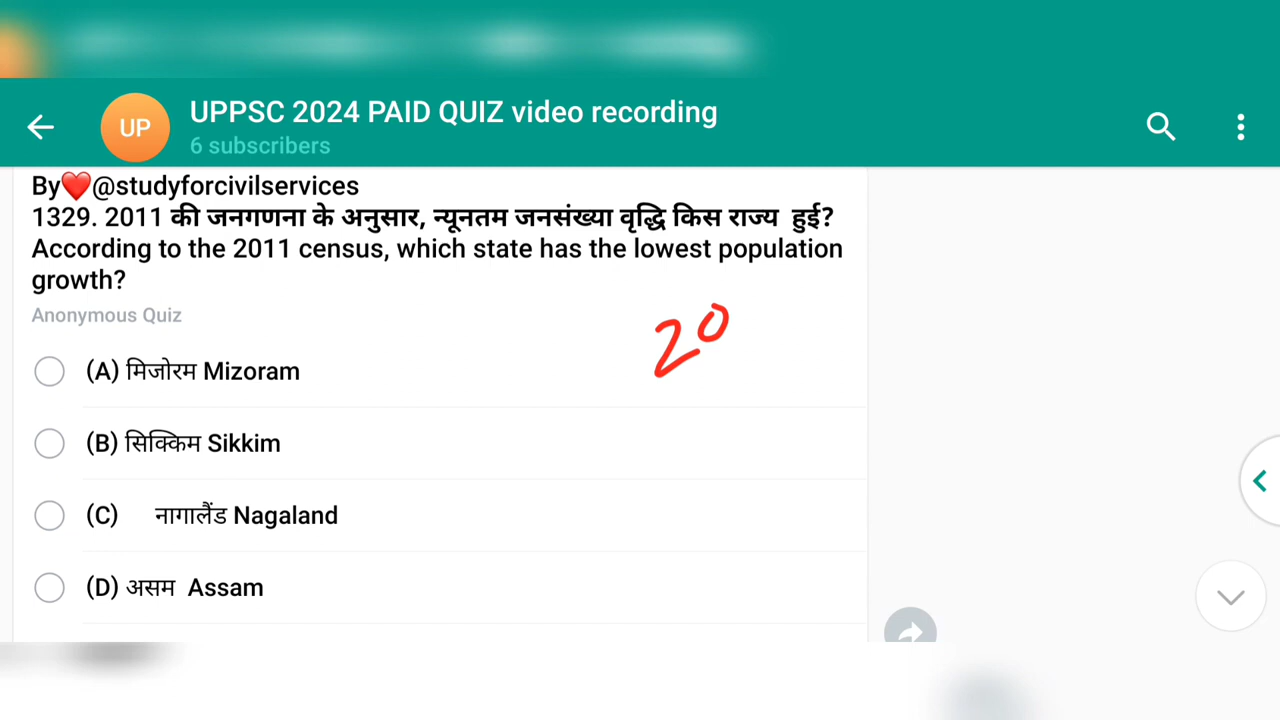 UP
UPPSC 2024 PAID QUIZ video recording
6 subscribers
By❤️@studyforcivilservices
1329. 2011 की जनगणना के अनुसार, न्यूनतम जनसंख्या वृद्धि किस राज्य हुई?
According to the 2011 census, which state has the lowest population
growth?
Anonymous Quiz
20
(A) मिजोरम Mizoram
(B) सिक्किम Sikkim
(C) नागालैंड Nagaland
(D) असम Assam